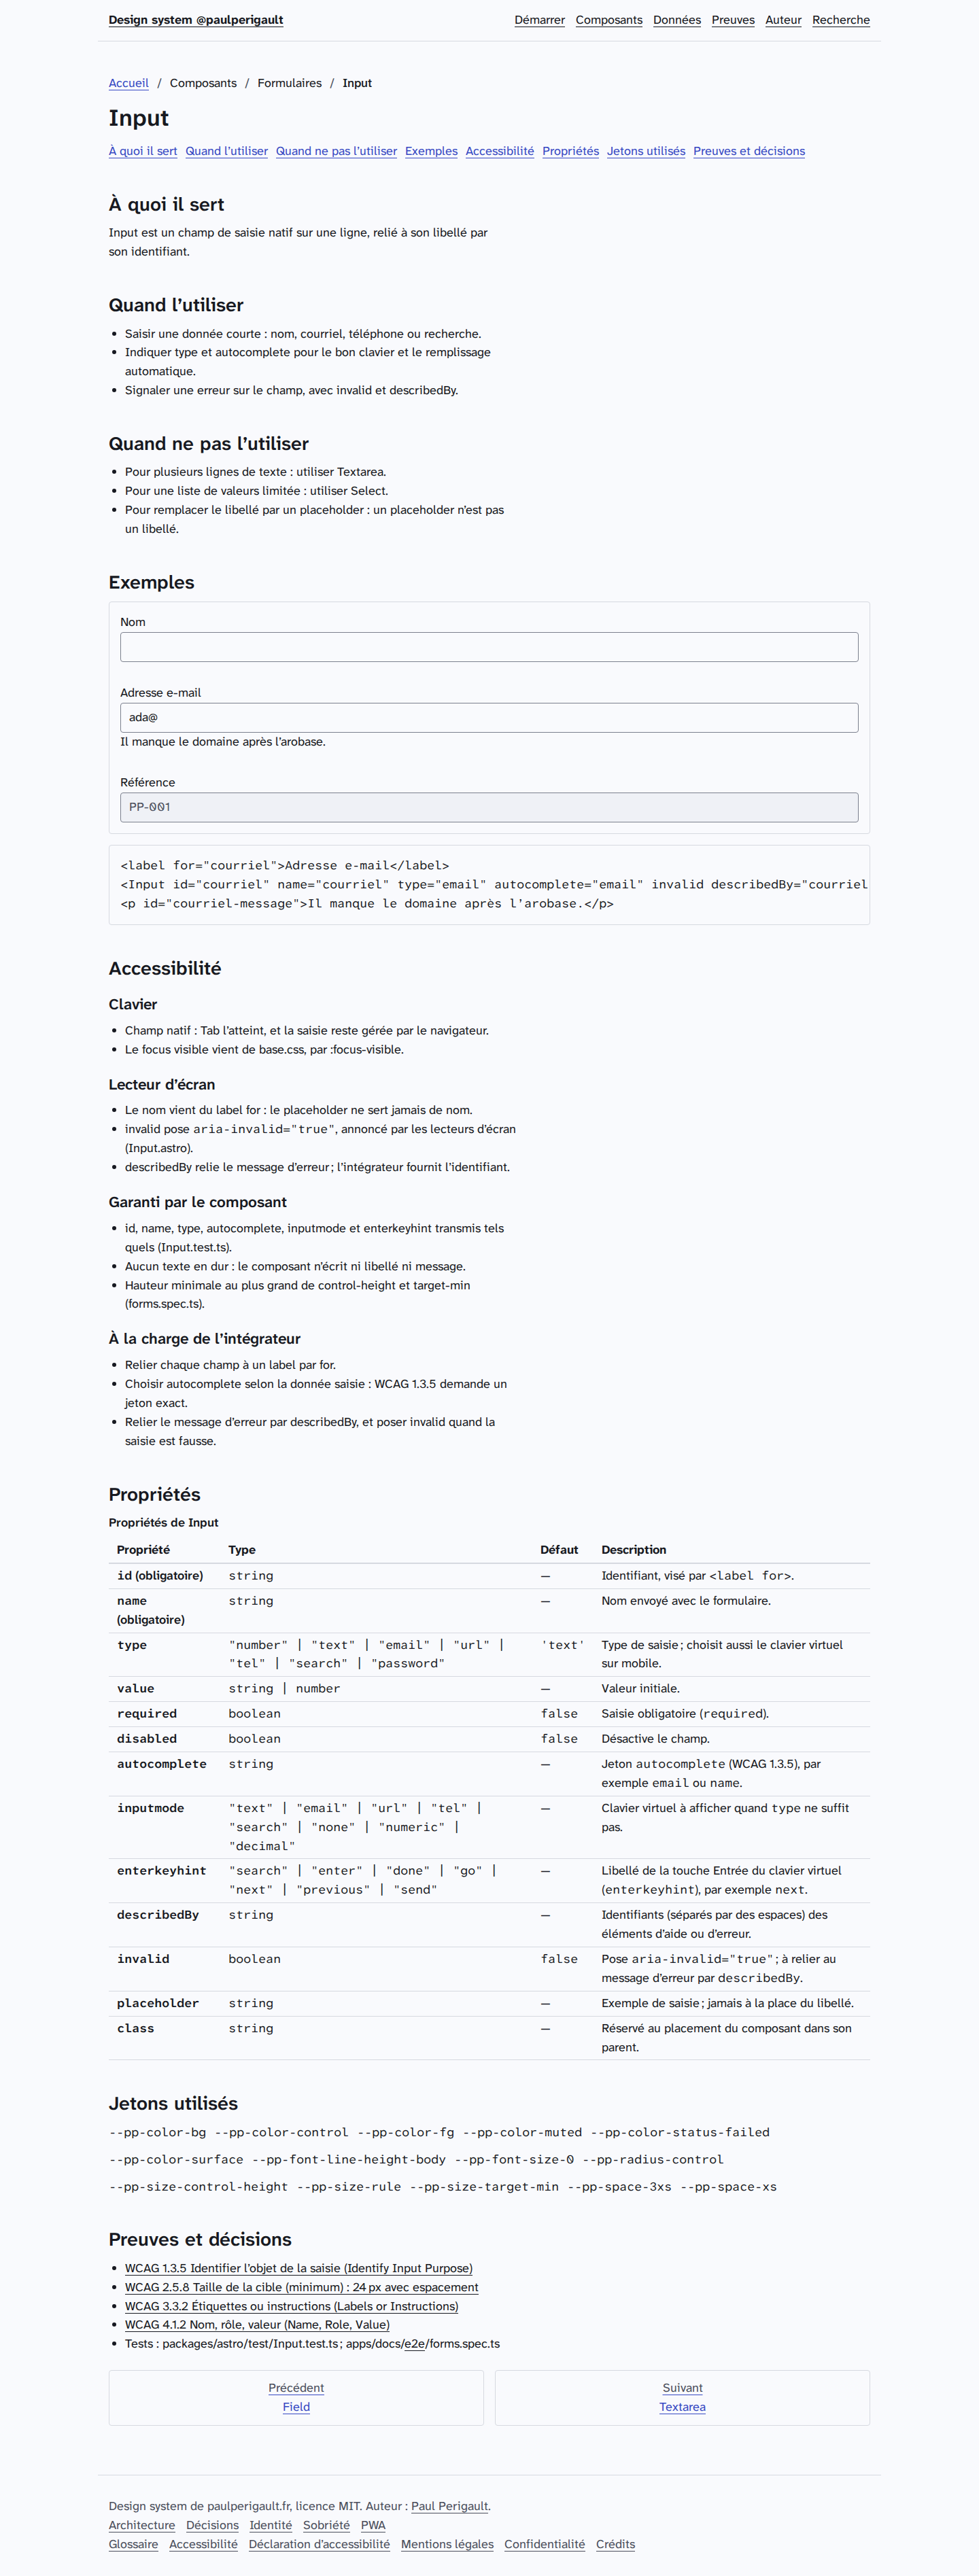 Design system @paulperigault
Démarrer Composants Données Preuves Auteur Recherche
Accueil / Composants / Formulaires / Input
Input
À quoi il sert Quand l’utiliser Quand ne pas l’utiliser Exemples Accessibilité Propriétés Jetons utilisés Preuves et décisions
À quoi il sert
Input est un champ de saisie natif sur une ligne, relié à son libellé par
son identifiant.
Quand l’utiliser
• Saisir une donnée courte : nom, courriel, téléphone ou recherche.
• Indiquer type et autocomplete pour le bon clavier et le remplissage
automatique.
• Signaler une erreur sur le champ, avec invalid et describedBy.
Quand ne pas l’utiliser
• Pour plusieurs lignes de texte : utiliser Textarea.
• Pour une liste de valeurs limitée : utiliser Select.
• Pour remplacer le libellé par un placeholder : un placeholder n’est pas
un libellé.
Exemples
Nom
Adresse e-mail
ada@
Il manque le domaine après l’arobase.
Référence
PP-001
<label for="courriel">Adresse e-mail</label>
<Input id="courriel" name="courriel" type="email" autocomplete="email" invalid describedBy="courriel
<p id="courriel-message">Il manque le domaine après l'arobase.</p>
Accessibilité
Clavier
• Champ natif : Tab l’atteint, et la saisie reste gérée par le navigateur.
• Le focus visible vient de base.css, par :focus-visible.
Lecteur d’écran
• Le nom vient du label for : le placeholder ne sert jamais de nom.
• invalid pose aria-invalid="true", annoncé par les lecteurs d’écran
(Input.astro).
• describedBy relie le message d’erreur ; l’intégrateur fournit l’identifiant.
Garanti par le composant
• id, name, type, autocomplete, inputmode et enterkeyhint transmis tels
quels (Input.test.ts).
• Aucun texte en dur : le composant n’écrit ni libellé ni message.
• Hauteur minimale au plus grand de control-height et target-min
(forms.spec.ts).
À la charge de l’intégrateur
• Relier chaque champ à un label par for.
• Choisir autocomplete selon la donnée saisie : WCAG 1.3.5 demande un
jeton exact.
• Relier le message d’erreur par describedBy, et poser invalid quand la
saisie est fausse.
Propriétés
Propriétés de Input
Propriété Type Défaut Description
id (obligatoire) string — Identifiant, visé par <label for>.
name string — Nom envoyé avec le formulaire.
(obligatoire)
type "number" | "text" | "email" | "url" | 'text' Type de saisie ; choisit aussi le clavier virtuel
"tel" | "search" | "password" sur mobile.
value string | number — Valeur initiale.
required boolean false Saisie obligatoire (required).
disabled boolean false Désactive le champ.
autocomplete string — Jeton autocomplete (WCAG 1.3.5), par
exemple email ou name.
inputmode "text" | "email" | "url" | "tel" | — Clavier virtuel à afficher quand type ne suffit
"search" | "none" | "numeric" | pas.
"decimal"
enterkeyhint "search" | "enter" | "done" | "go" | — Libellé de la touche Entrée du clavier virtuel
"next" | "previous" | "send" (enterkeyhint), par exemple next.
describedBy string — Identifiants (séparés par des espaces) des
éléments d’aide ou d’erreur.
invalid boolean false Pose aria-invalid="true" ; à relier au
message d’erreur par describedBy.
placeholder string — Exemple de saisie ; jamais à la place du libellé.
class string — Réservé au placement du composant dans son
parent.
Jetons utilisés
--pp-color-bg --pp-color-control --pp-color-fg --pp-color-muted --pp-color-status-failed
--pp-color-surface --pp-font-line-height-body --pp-font-size-0 --pp-radius-control
--pp-size-control-height --pp-size-rule --pp-size-target-min --pp-space-3xs --pp-space-xs
Preuves et décisions
• WCAG 1.3.5 Identifier l’objet de la saisie (Identify Input Purpose)
• WCAG 2.5.8 Taille de la cible (minimum) : 24 px avec espacement
• WCAG 3.3.2 Étiquettes ou instructions (Labels or Instructions)
• WCAG 4.1.2 Nom, rôle, valeur (Name, Role, Value)
• Tests : packages/astro/test/Input.test.ts ; apps/docs/e2e/forms.spec.ts
Précédent
Field
Suivant
Textarea
Design system de paulperigault.fr, licence MIT. Auteur : Paul Perigault.
Architecture Décisions Identité Sobriété PWA
Glossaire Accessibilité Déclaration d’accessibilité Mentions légales Confidentialité Crédits